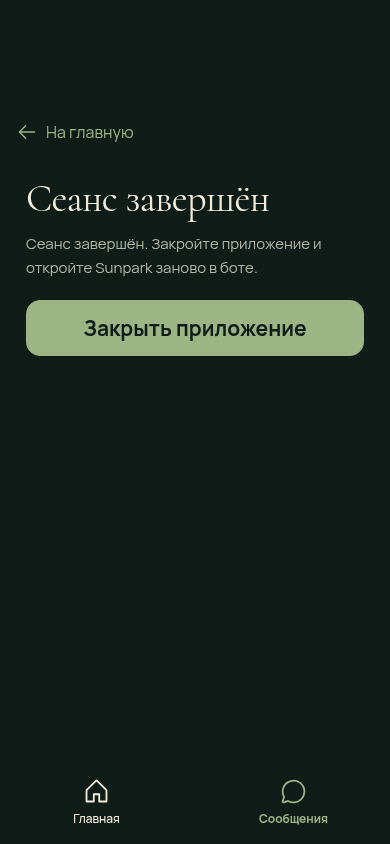 На главную
Сеанс завершён
Сеанс завершён. Закройте приложение и
откройте Sunpark заново в боте.
Закрыть приложение
Главная
Сообщения